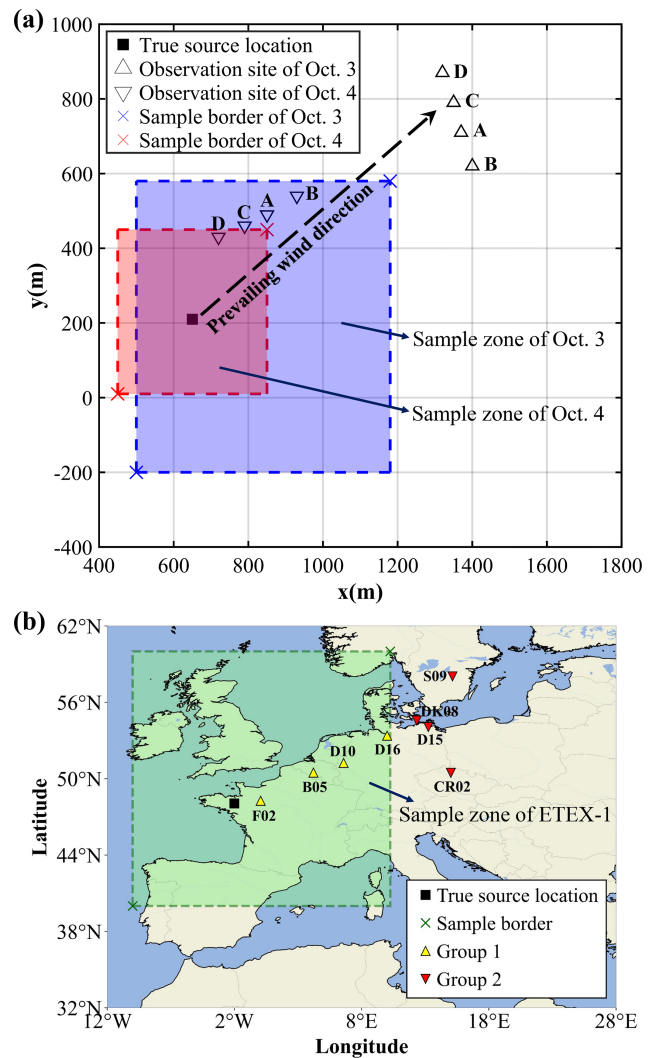 (a)
1000
True source location
Observation site of Oct. 3
Observation site of Oct. 4
Sample border of Oct. 3
Sample border of Oct. 4
D
C
A
B
800
600
400
200
0
-200
-400
y(m)
B
A
C
D
Prevailing wind direction
Sample zone of Oct. 3
Sample zone of Oct. 4
400 600 800 1000 1200 1400 1600 1800
x(m)
(b)
62°N
56°N
50°N
44°N
38°N
32°N
Latitude
S09
DK08
D15
D16
D10
B05
CR02
F02
Sample zone of ETEX-1
True source location
Sample border
Group 1
Group 2
12°W 2°W 8°E 18°E 28°E
Longitude